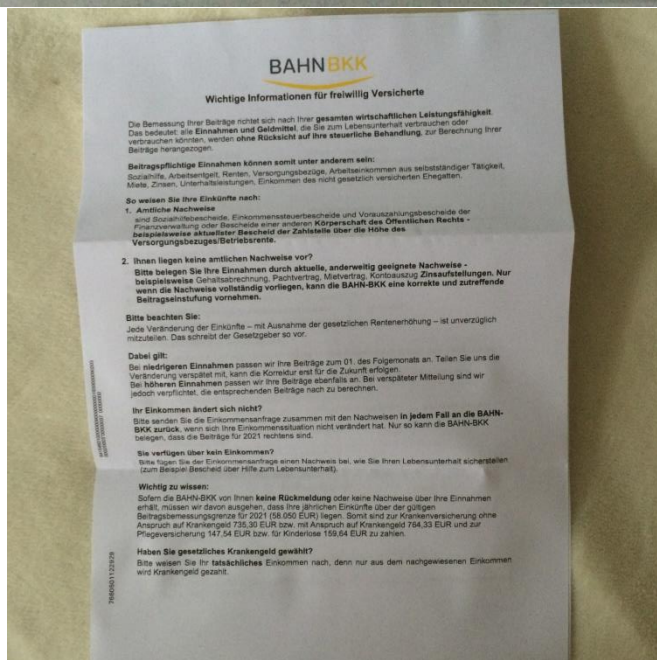 BAHNBKK
Wichtige Informationen für freiwillig Versicherte
Die Bemessung Ihrer Beiträge richtet sich nach Ihrer gesamten wirtschaftlichen Leistungsfähigkeit.
Das bedeutet: alle Einnahmen und Geldmittel, die Sie zum Lebensunterhalt verbrauchen oder
verbrauchen könnten, werden ohne Rücksicht auf ihre steuerliche Behandlung, zur Berechnung Ihrer
Beiträge herangezogen.
Beitragspflichtige Einnahmen können somit unter anderem sein:
Sozialhilfe, Arbeitsentgelt, Renten, Versorgungsbezüge, Arbeitseinkommen aus selbstständiger Tätigkeit,
Miete, Zinsen, Unterhaltsleistungen, Einkommen des nicht gesetzlich versicherten Ehegatten.
So weisen Sie Ihre Einkünfte nach:
1. Amtliche Nachweise
sind Sozialhilfebescheide, Einkommenssteuerbescheide und Vorauszahlungsbescheide der
Finanzverwaltung oder Bescheide einer anderen Körperschaft des Öffentlichen Rechts -
beispielsweise aktuellster Bescheid der Zahlstelle über die Höhe des
Versorgungsbezuges/Betriebsrente.
2. Ihnen liegen keine amtlichen Nachweise vor?
Bitte belegen Sie Ihre Einnahmen durch aktuelle, anderweitig geeignete Nachweise -
beispielsweise Gehaltsabrechnung, Pachtvertrag, Mietvertrag, Kontoauszug Zinsaufstellungen. Nur
wenn die Nachweise vollständig vorliegen, kann die BAHN-BKK eine korrekte und zutreffende
Beitragseinstufung vornehmen.
Bitte beachten Sie:
Jede Veränderung der Einkünfte – mit Ausnahme der gesetzlichen Rentenerhöhung – ist unverzüglich
mitzuteilen. Das schreibt der Gesetzgeber so vor.
Dabei gilt:
Bei niedrigeren Einnahmen passen wir Ihre Beiträge zum 01. des Folgemonats an. Teilen Sie uns die
Veränderung verspätet mit, kann die Korrektur erst für die Zukunft erfolgen.
Bei höheren Einnahmen passen wir Ihre Beiträge ebenfalls an. Bei verspäteter Mitteilung sind wir
jedoch verpflichtet, die entsprechenden Beiträge nach zu berechnen.
Ihr Einkommen ändert sich nicht?
Bitte senden Sie die Einkommensanfrage zusammen mit den Nachweisen in jedem Fall an die BAHN-
BKK zurück, wenn sich Ihre Einkommenssituation nicht verändert hat. Nur so kann die BAHN-BKK
belegen, dass die Beiträge für 2021 rechtens sind.
Sie verfügen über kein Einkommen?
Bitte fügen Sie der Einkommensanfrage einen Nachweis bei, wie Sie Ihren Lebensunterhalt sicherstellen
(zum Beispiel Bescheid über Hilfe zum Lebensunterhalt).
Wichtig zu wissen:
Sofern die BAHN-BKK von Ihnen keine Rückmeldung oder keine Nachweise über Ihre Einnahmen
erhält, müssen wir davon ausgehen, dass Ihre jährlichen Einkünfte über der gültigen
Beitragsbemessungsgrenze für 2021 (58.050 EUR) liegen. Somit sind zur Krankenversicherung ohne
Anspruch auf Krankengeld 735,30 EUR bzw. mit Anspruch auf Krankengeld 764,33 EUR und zur
Pflegeversicherung 147,54 EUR bzw. für Kinderlose 159,64 EUR zu zahlen.
Haben Sie gesetzliches Krankengeld gewählt?
Bitte weisen Sie Ihr tatsächliches Einkommen nach, denn nur aus dem nachgewiesenen Einkommen
wird Krankengeld gezahlt.
7680501122929